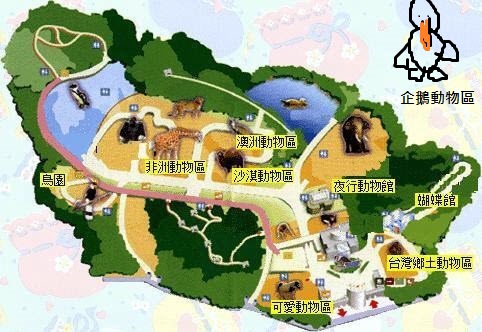 企鵝動物區
澳洲動物區
非洲動物區
沙漠動物區
鳥園
夜行動物館
蝴蝶館
台灣鄉土動物區
可愛動物區